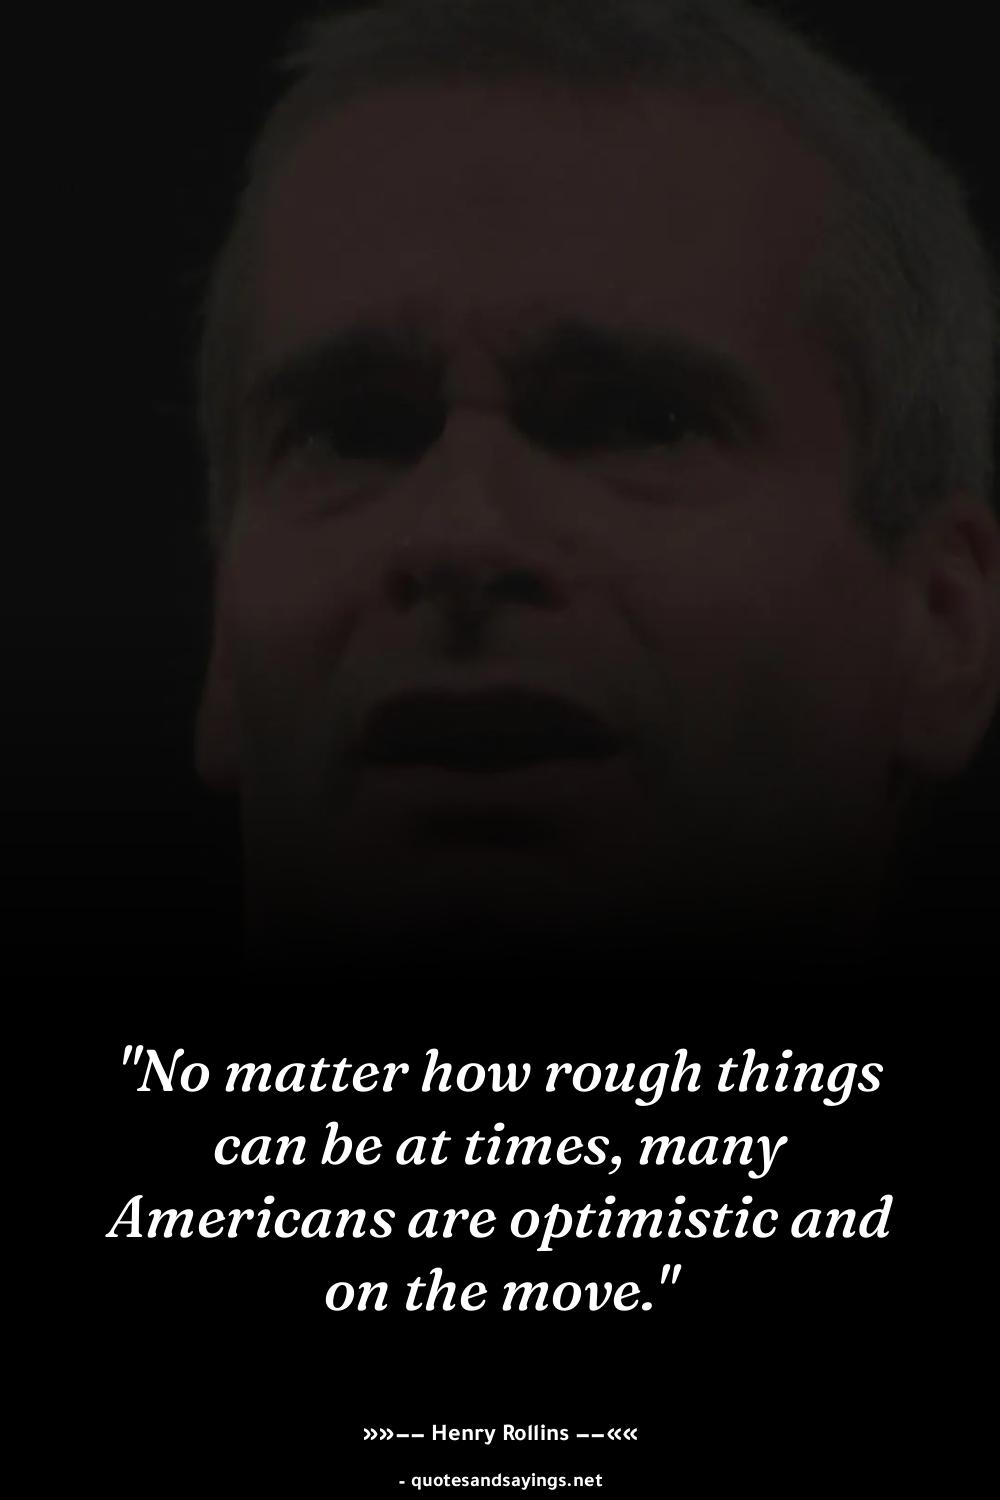 "No matter how rough things
can be at times, many
Americans are optimistic and
on the move."
»»–– Henry Rollins ––««
- quotesandsayings.net